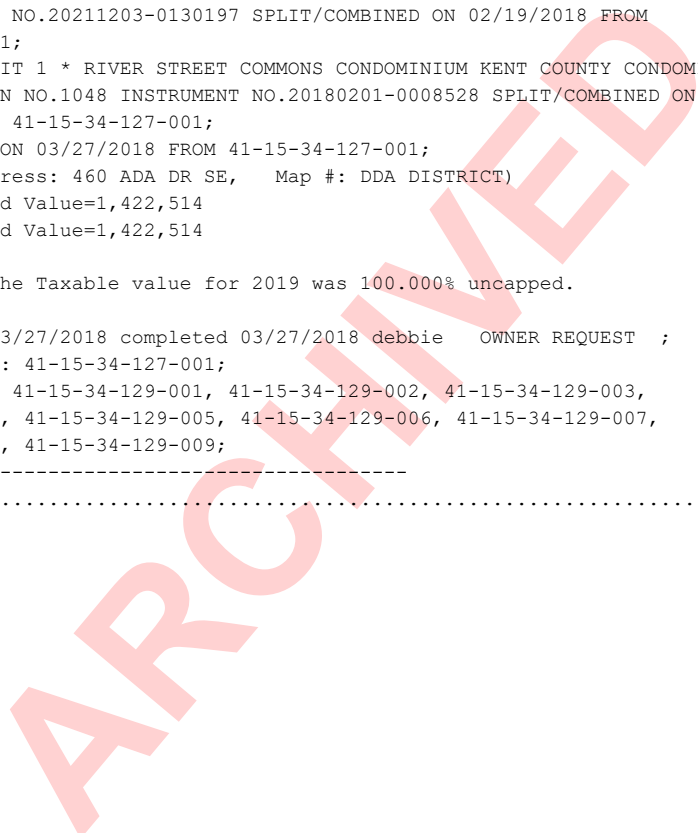 NO.20211203-0130197 SPLIT/COMBINED ON 02/19/2018 FROM
1;
IT 1 * RIVER STREET COMMONS CONDOMINIUM KENT COUNTY CONDOM
N NO.1048 INSTRUMENT NO.20180201-0008528 SPLIT/COMBINED ON
41-15-34-127-001;
ON 03/27/2018 FROM 41-15-34-127-001;
ress: 460 ADA DR SE, Map #: DDA DISTRICT)
d Value=1,422,514
d Value=1,422,514
he Taxable value for 2019 was 100.000% uncapped.
3/27/2018 completed 03/27/2018 debbie OWNER REQUEST ;
: 41-15-34-127-001;
41-15-34-129-001, 41-15-34-129-002, 41-15-34-129-003,
, 41-15-34-129-005, 41-15-34-129-006, 41-15-34-129-007,
, 41-15-34-129-009;
----------------------------------
..........................................................
ARCHIVED